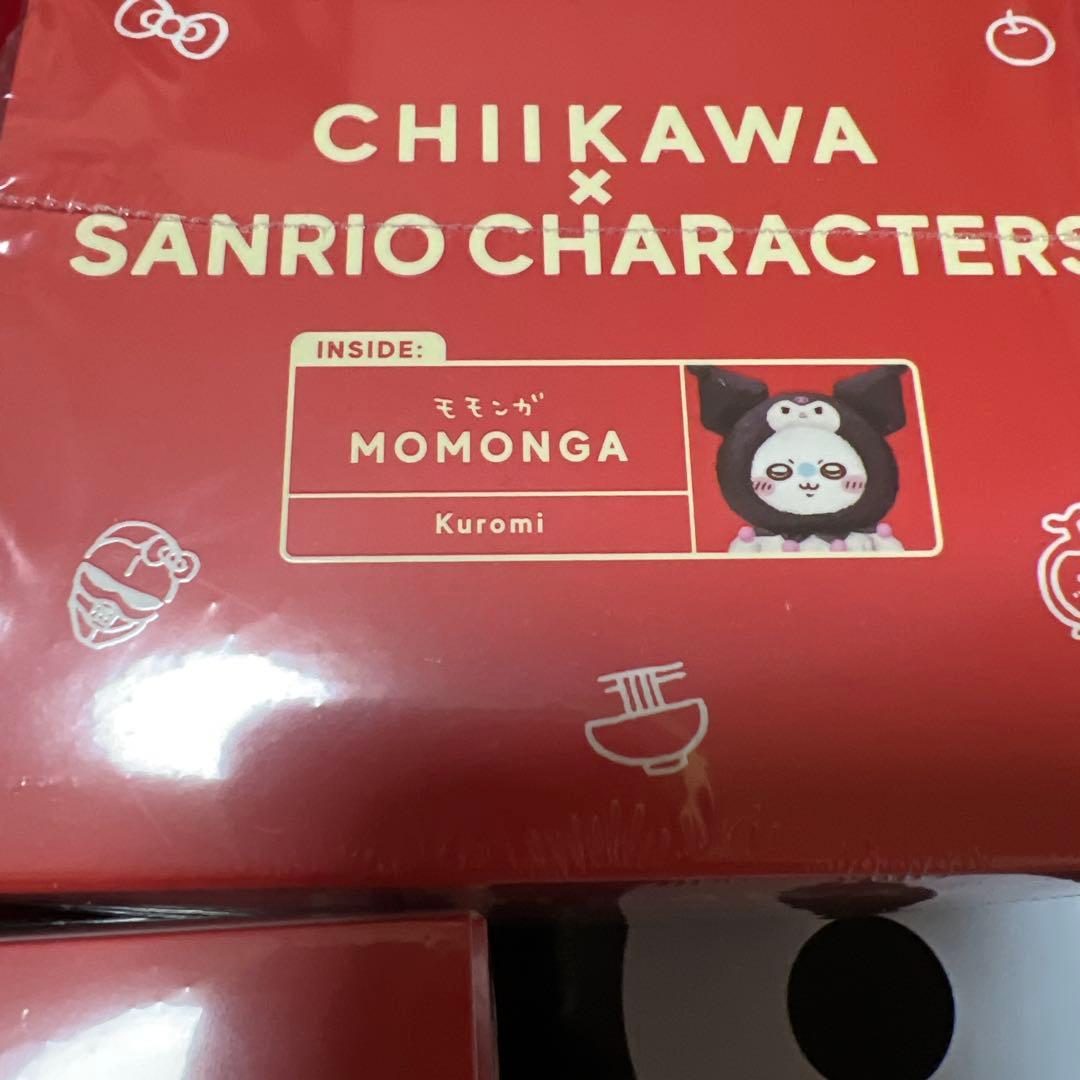 CHIIKAWA
×
SANRIO CHARACTERS
INSIDE:
モモンガ
MOMONGA
Kuromi